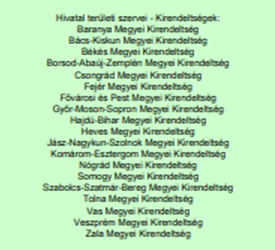 Hivatal területi szervei - Kirendeltségek:
Baranya Megyei Kirendeltség
Bács-Kiskun Megyei Kirendeltség
Békés Megyei Kirendeltség
Borsod-Abaúj-Zemplén Megyei Kirendeltség
Csongrád Megyei Kirendeltség
Fejér Megyei Kirendeltség
Fővárosi és Pest Megyei Kirendeltség
Győr-Moson-Sopron Megyei Kirendeltség
Hajdú-Bihar Megyei Kirendeltség
Heves Megyei Kirendeltség
Jász-Nagykun-Szolnok Megyei Kirendeltség
Komárom-Esztergom Megyei Kirendeltség
Nógrád Megyei Kirendeltség
Somogy Megyei Kirendeltség
Szabolcs-Szatmár-Bereg Megyei Kirendeltség
Tolna Megyei Kirendeltség
Vas Megyei Kirendeltség
Veszprém Megyei Kirendeltség
Zala Megyei Kirendeltség